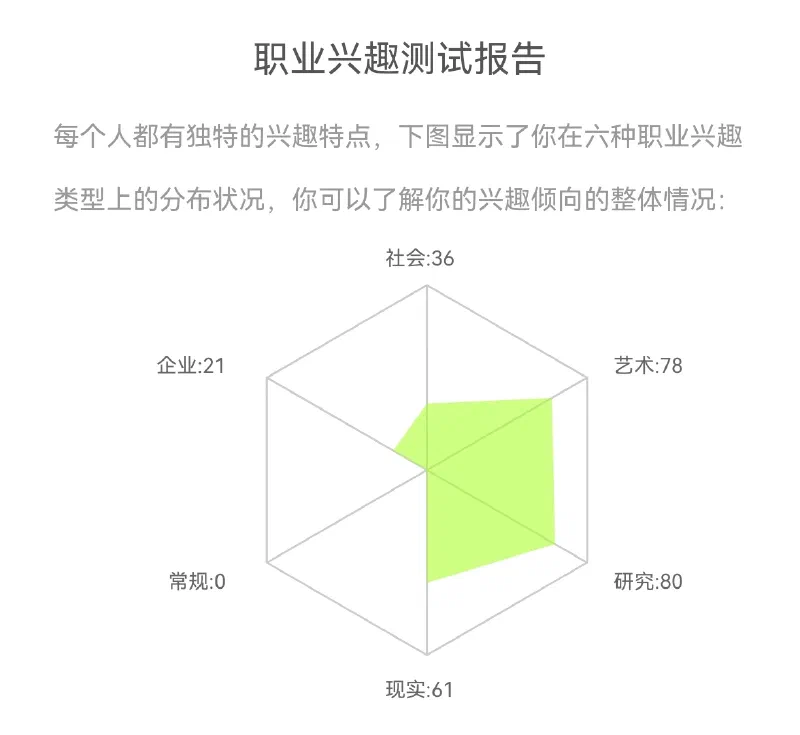 职业兴趣测试报告
每个人都有独特的兴趣特点，下图显示了你在六种职业兴趣
类型上的分布状况，你可以了解你的兴趣倾向的整体情况：
社会:36
企业:21
艺术:78
常规:0
研究:80
现实:61